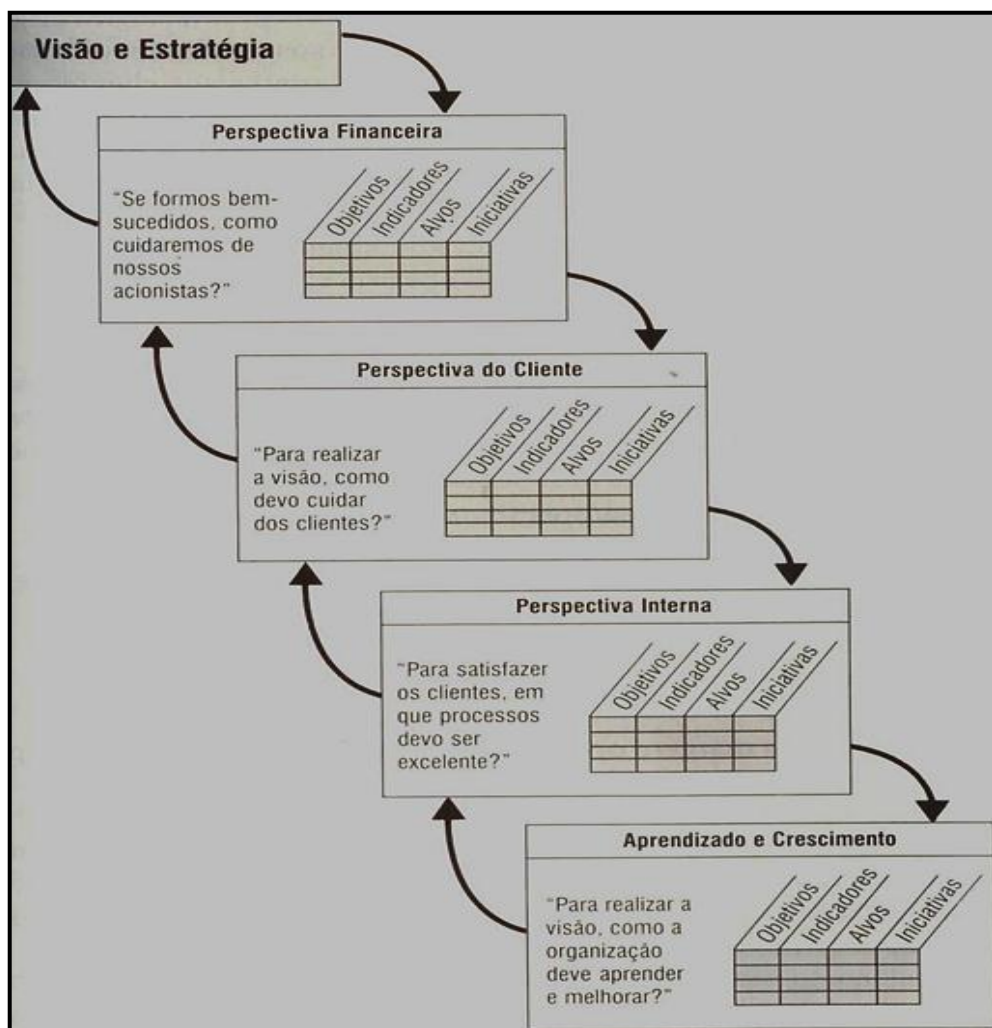 Visão e Estratégia
Perspectiva Financeira
“Se formos bem-
sucedidos, como
cuidaremos de
nossos
acionistas?”
Objetivos
Indicadores
Alvos
Iniciativas
Perspectiva do Cliente
“Para realizar
a visão, como
devo cuidar
dos clientes?”
Objetivos
Indicadores
Alvos
Iniciativas
Perspectiva Interna
“Para satisfazer
os clientes, em
que processos
devo ser
excelente?”
Objetivos
Indicadores
Alvos
Iniciativas
Aprendizado e Crescimento
“Para realizar a
visão, como a
organização
deve aprender
e melhorar?”
Objetivos
Indicadores
Alvos
Iniciativas